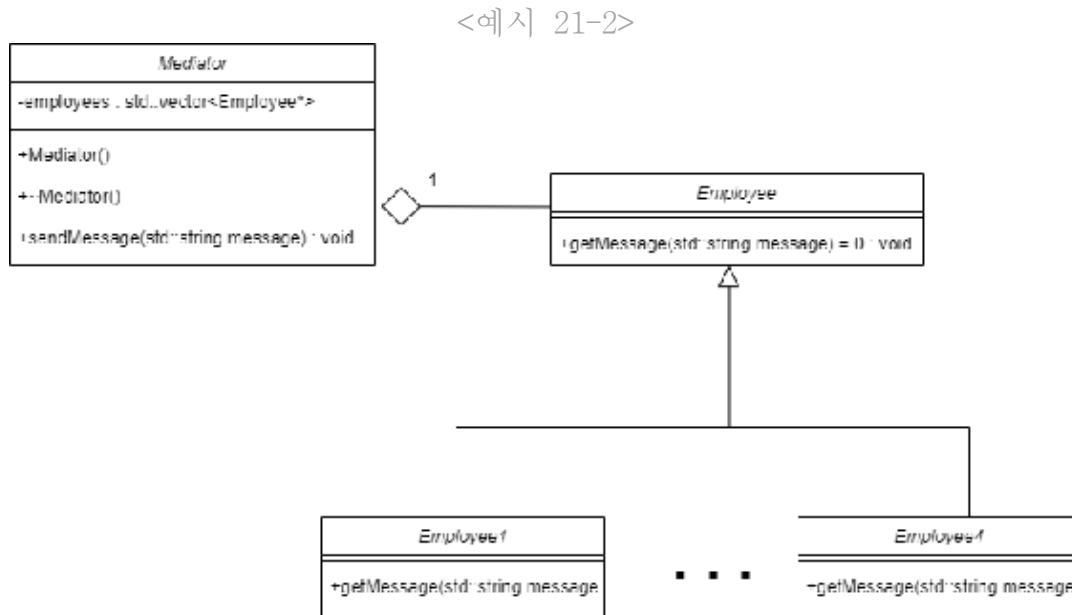 <예시 21-2>
Mediator
-employees : std::vector<Employee*>
+Mediator()
+~Mediator()
+sendMessage(std::string message) : void
1
Employee
+getMessage(std::string message) = 0 : void
Employee1
+getMessage(std::string message
Employee4
+getMessage(std::string message